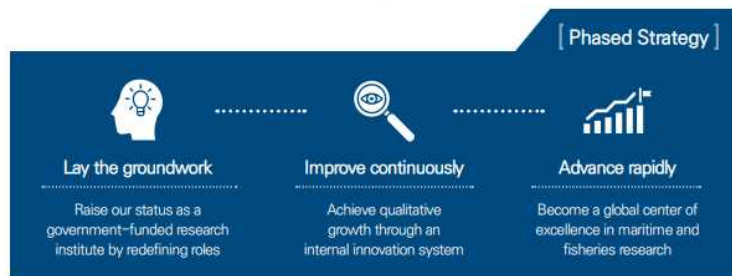 [ Phased Strategy ]
Lay the groundwork
Raise our status as a
government-funded research
institute by redefining roles
Improve continuously
Achieve qualitative
growth through an
internal innovation system
Advance rapidly
Become a global center of
excellence in maritime and
fisheries research